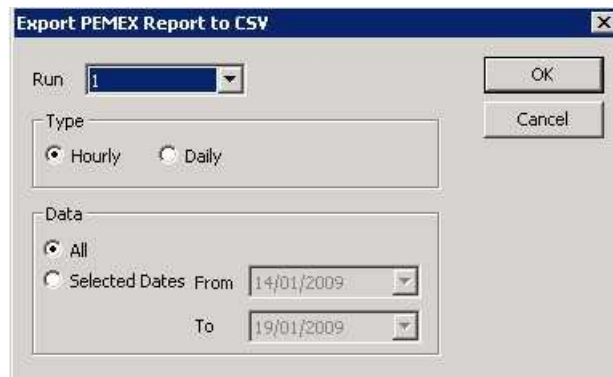 Export PEMEX Report to CSV
Run 1
OK
Cancel
Type
Hourly Daily
Data
All
Selected Dates From 14/01/2009
To 19/01/2009